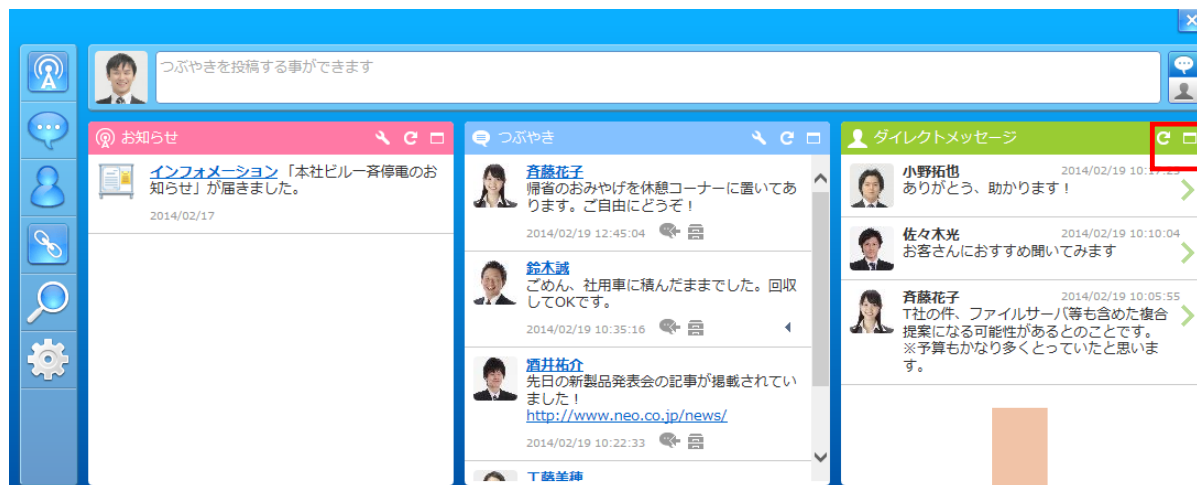 つぶやきを投稿する事ができます
お知らせ
インフォメーション「本社ビル一斉停電のお
知らせ」が届きました。
2014/02/17
つぶやき
斉藤花子
帰省のおみやげを休憩コーナーに置いてあ
ります。ご自由にどうぞ!
2014/02/19 12:45:04
鈴木誠
ごめん、社用車に積んだままでした。回収
してOKです。
2014/02/19 10:35:16
酒井祐介
先日の新製品発表会の記事が掲載されてい
ました!
http://www.neo.co.jp/news/
2014/02/19 10:22:33
工藤美穂
ダイレクトメッセージ
小野拓也 2014/02/19 10:17:25
ありがとう、助かります!
佐々木光 2014/02/19 10:10:04
お客さんにおすすめ聞いてみます
斉藤花子 2014/02/19 10:05:55
T社の件、ファイルサーバ等も含めた複合
提案になる可能性があるとのことです。
※予算もかなり多くとっていたと思いま
す。